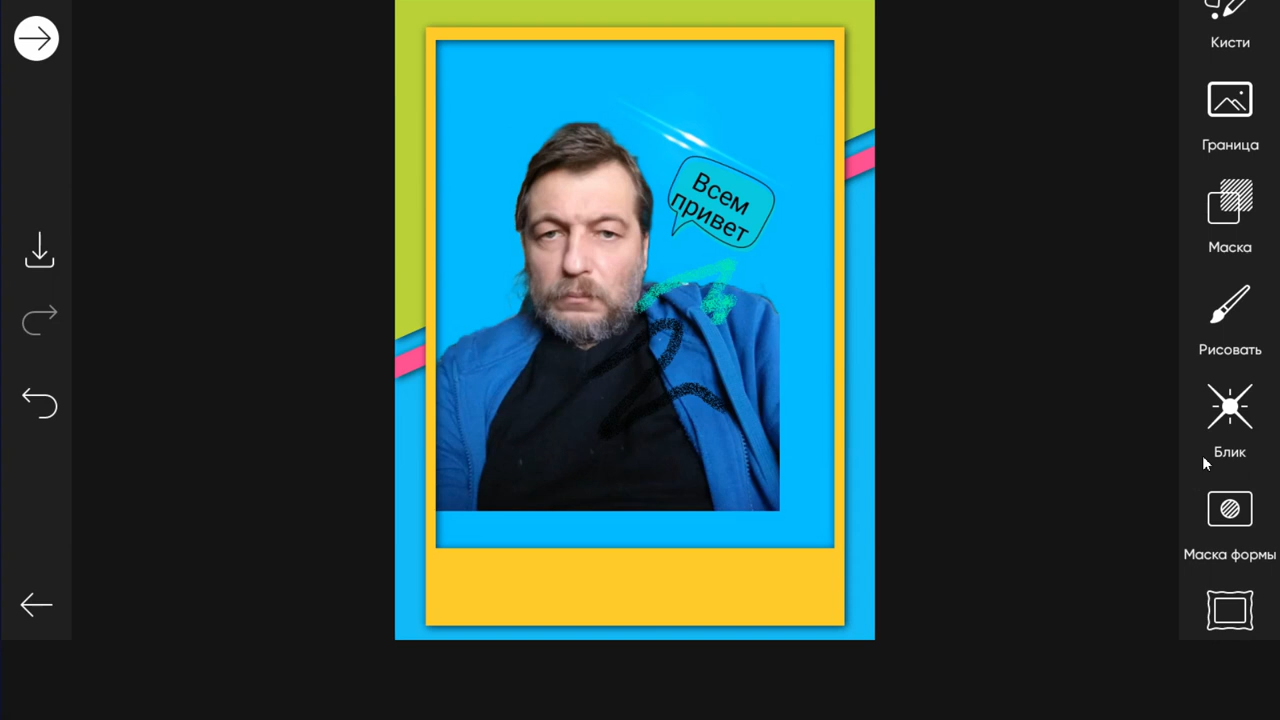 Кисти
Граница
Всем
привет
Маска
Рисовать
Блик
Маска формы